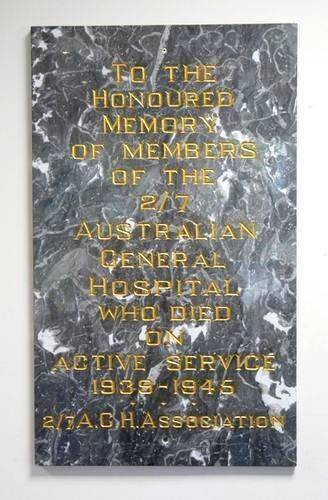 To the
Honoured
Memory
of members
of the
2/7
Australian
General
Hospital
who died
on
active service
1939-1945
2/7 A.G.H. Association